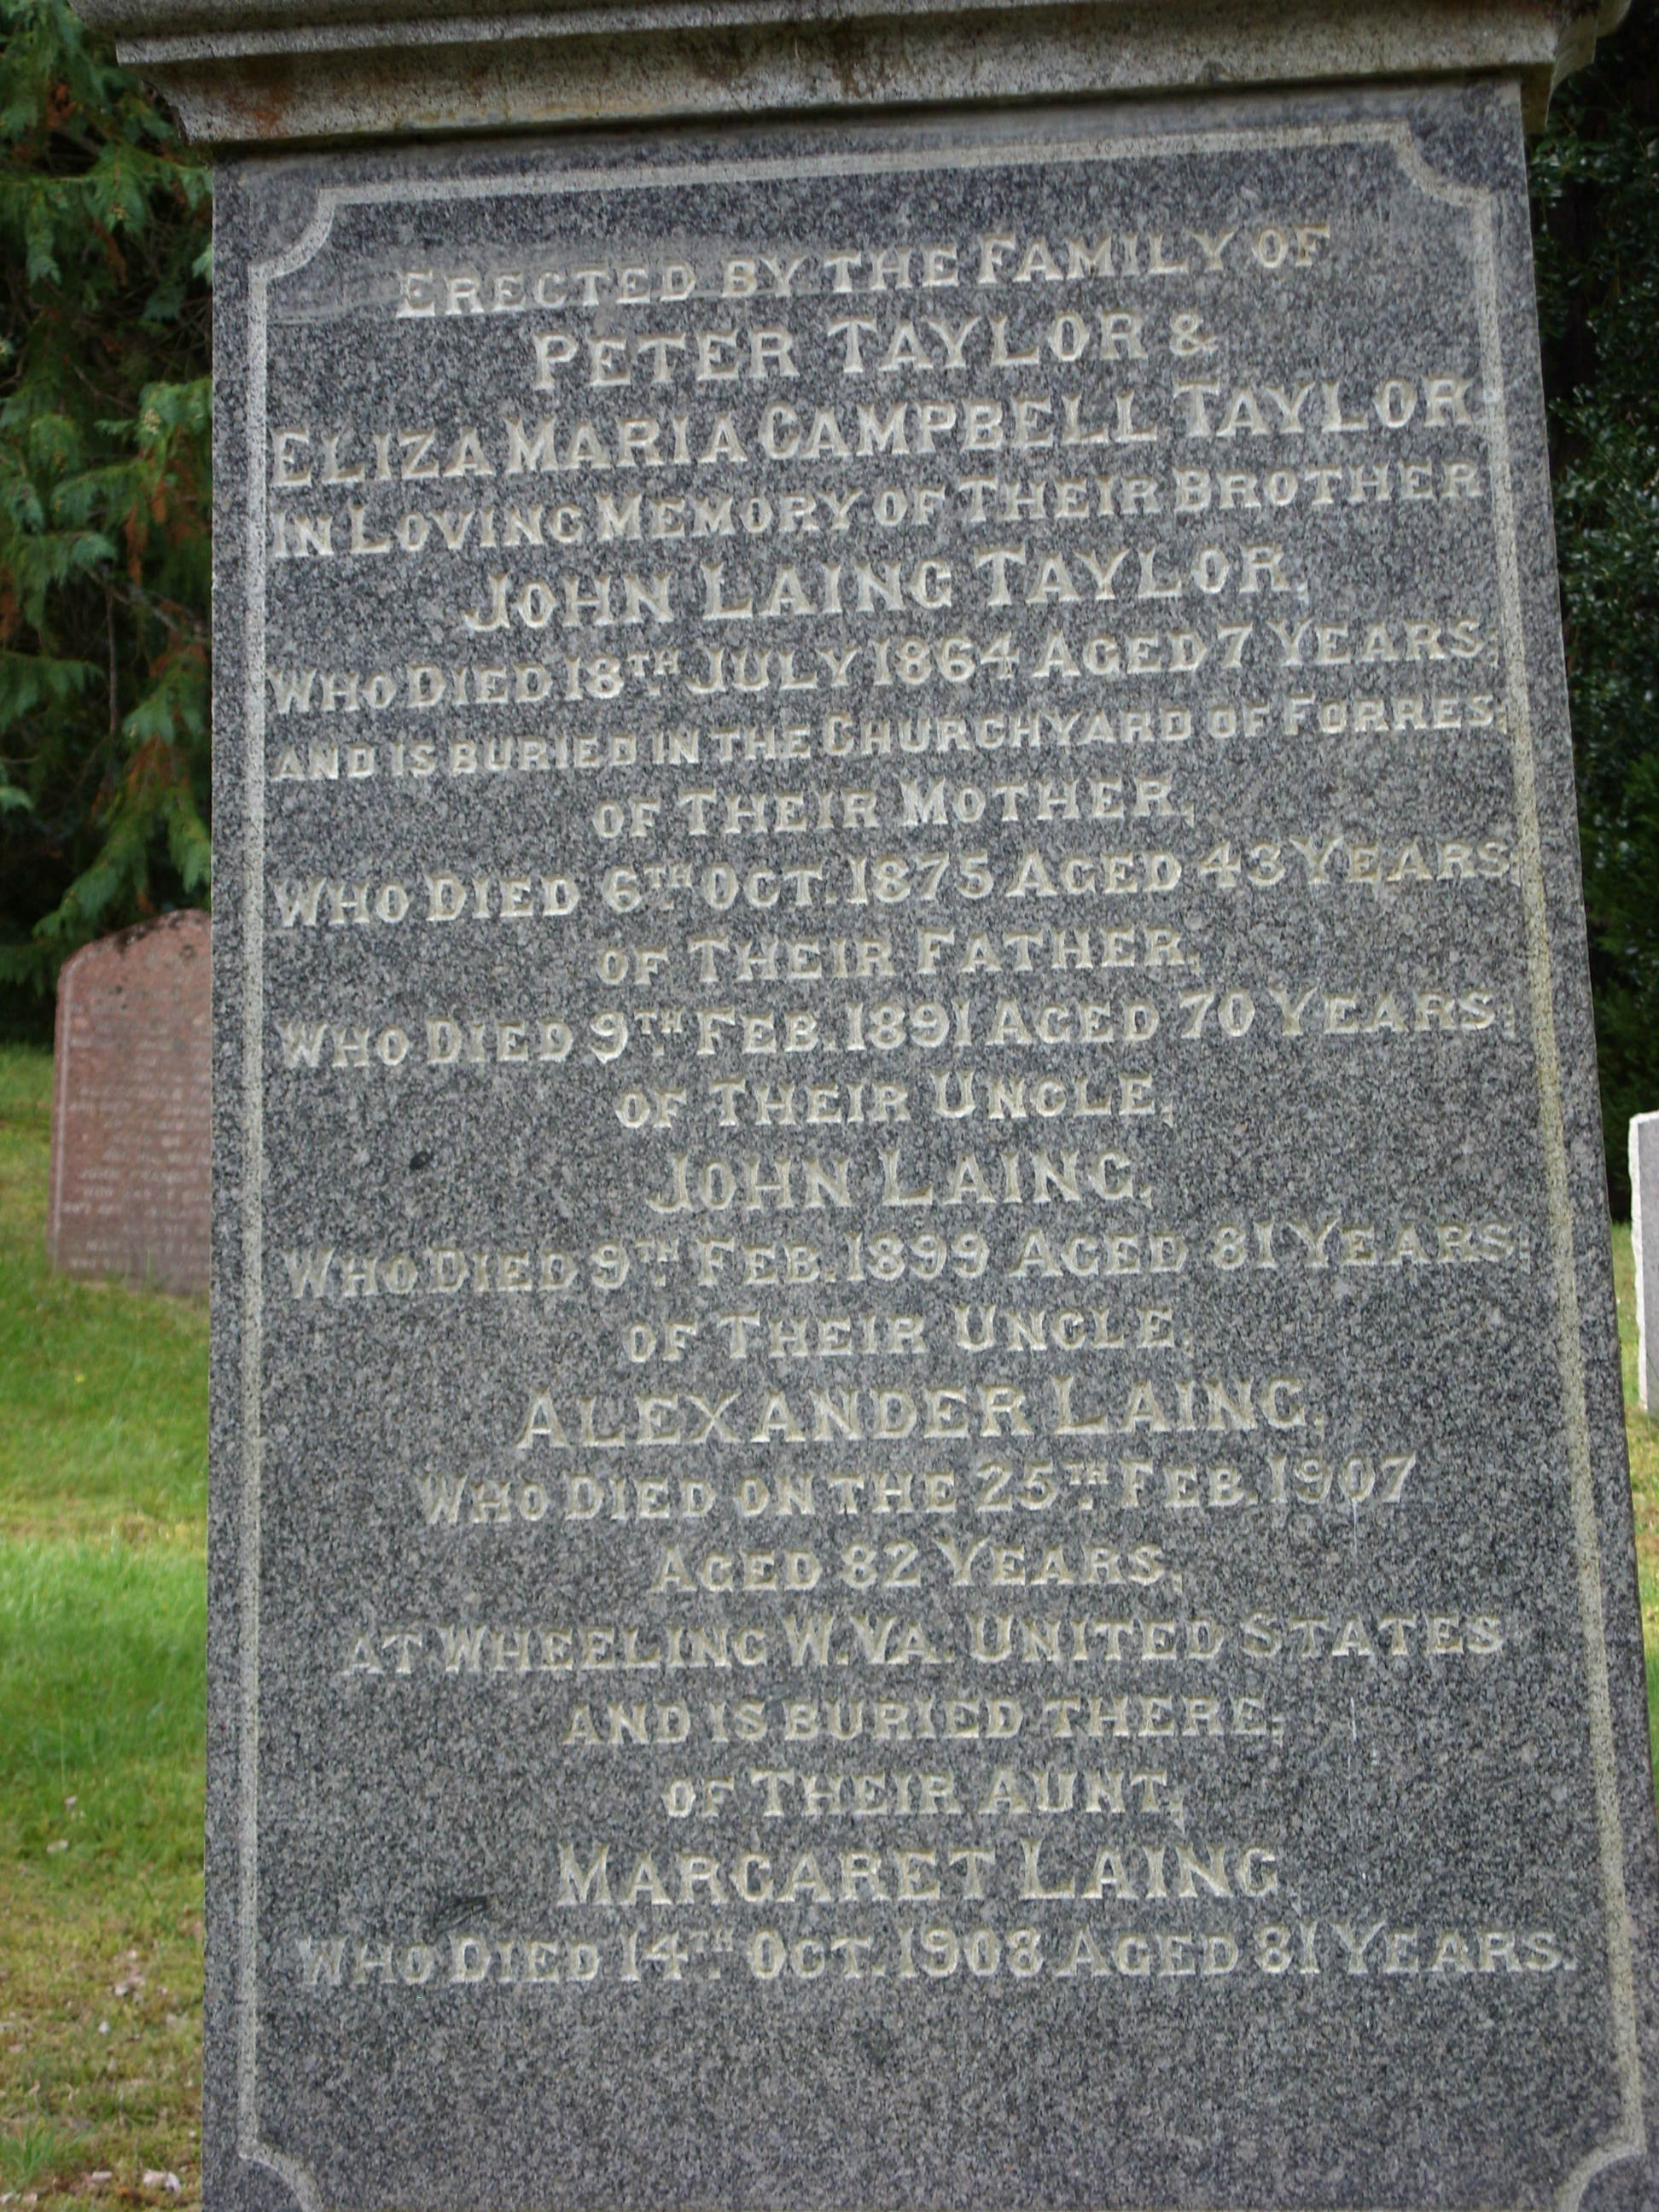 ERECTED BY THE FAMILY OF
PETER TAYLOR &
ELIZA MARIA CAMPBELL TAYLOR
IN LOVING MEMORY OF THEIR BROTHER
JOHN LAING TAYLOR,
WHO DIED 18TH JULY 1864 AGED 7 YEARS;
AND IS BURIED IN THE CHURCHYARD OF FORRES;
OF THEIR MOTHER,
WHO DIED 6TH OCT. 1875 AGED 43 YEARS;
OF THEIR FATHER,
WHO DIED 9TH FEB. 1891 AGED 70 YEARS;
OF THEIR UNCLE,
JOHN LAING,
WHO DIED 9TH FEB. 1899 AGED 81 YEARS;
OF THEIR UNCLE,
ALEXANDER LAING,
WHO DIED ON THE 25TH FEB. 1907
AGED 82 YEARS,
AT WHEELING W.VA. UNITED STATES
AND IS BURIED THERE;
OF THEIR AUNT,
MARGARET LAING
WHO DIED 14TH OCT. 1908 AGED 81 YEARS.